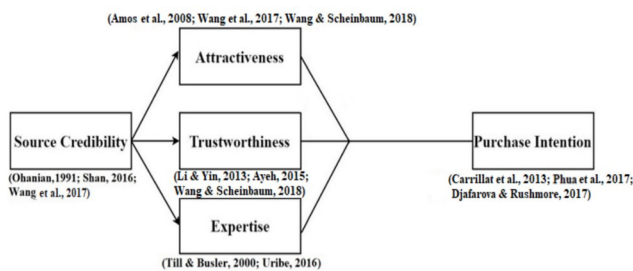 (Amos et al., 2008; Wang et al., 2017; Wang & Scheinbaum, 2018)
Attractiveness
Source Credibility
(Ohanian,1991; Shan, 2016;
Wang et al., 2017)
Trustworthiness
(Li & Yin, 2013; Ayeh, 2015;
Wang & Scheinbaum, 2018)
Expertise
(Till & Busler, 2000; Uribe, 2016)
Purchase Intention
(Carrillat et al., 2013; Phua et al., 2017;
Djafarova & Rushmore, 2017)